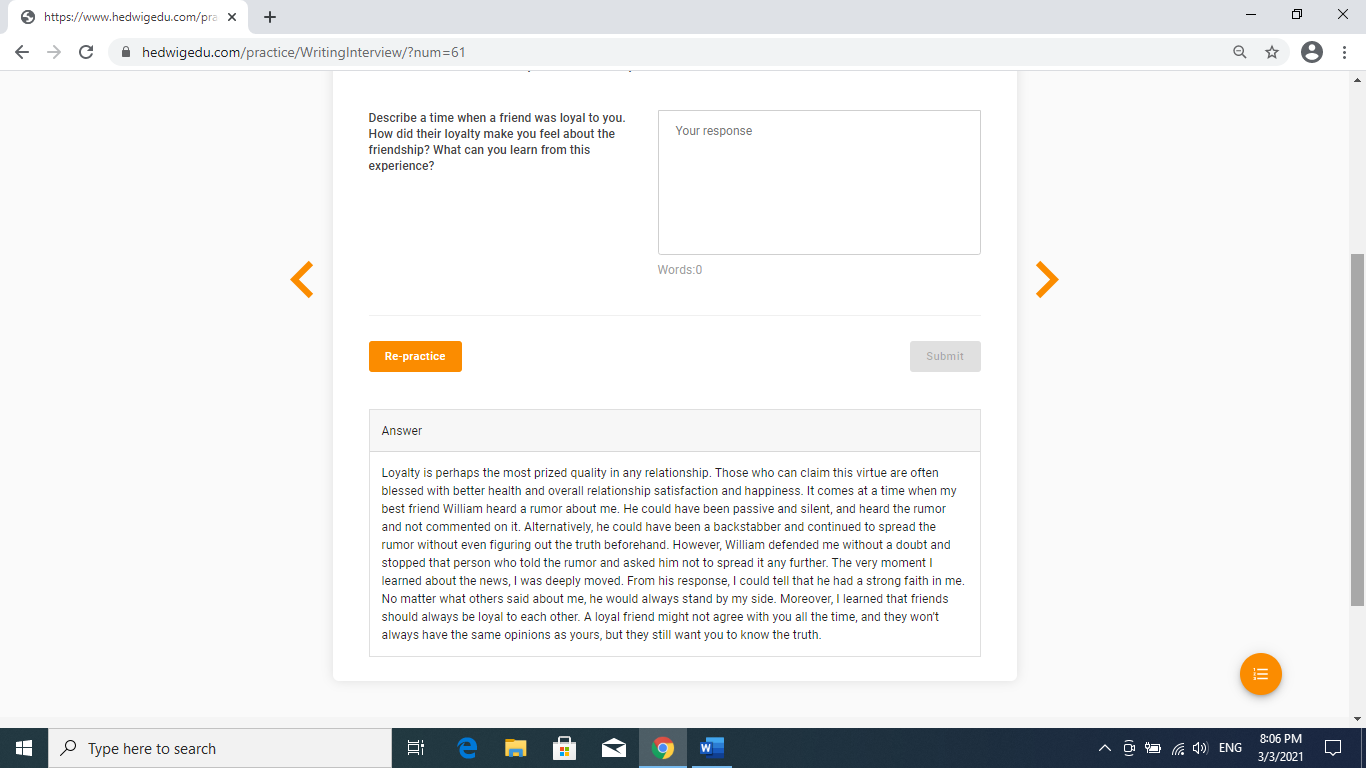 https://www.hedwigedu.com/pra
hedwigedu.com/practice/WritingInterview/?num=61
Describe a time when a friend was loyal to you.
How did their loyalty make you feel about the
friendship? What can you learn from this
experience?
Your response
Words:0
Re-practice
Submit
Answer
Loyalty is perhaps the most prized quality in any relationship. Those who can claim this virtue are often
blessed with better health and overall relationship satisfaction and happiness. It comes at a time when my
best friend William heard a rumor about me. He could have been passive and silent, and heard the rumor
and not commented on it. Alternatively, he could have been a backstabber and continued to spread the
rumor without even figuring out the truth beforehand. However, William defended me without a doubt and
stopped that person who told the rumor and asked him not to spread it any further. The very moment I
learned about the news, I was deeply moved. From his response, I could tell that he had a strong faith in me.
No matter what others said about me, he would always stand by my side. Moreover, I learned that friends
should always be loyal to each other. A loyal friend might not agree with you all the time, and they won't
always have the same opinions as yours, but they still want you to know the truth.
Type here to search
ENG
8:06 PM
3/3/2021